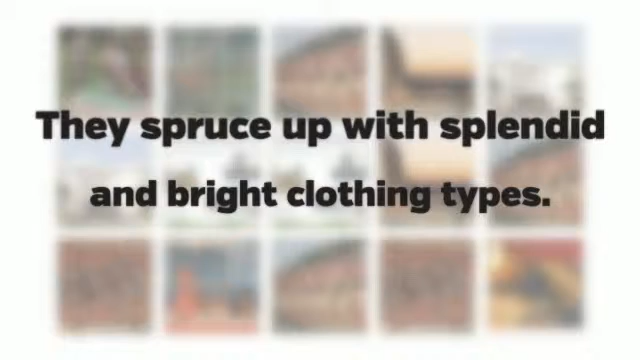 They spruce up with splendid
and bright clothing types.